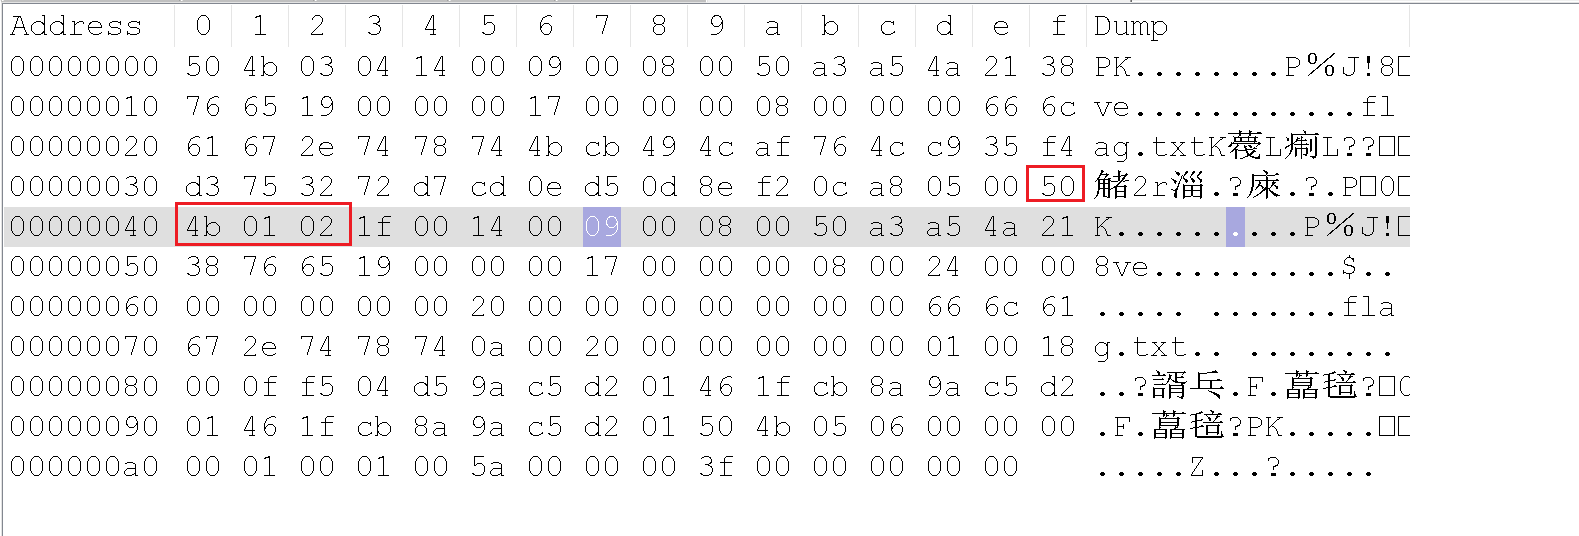 Address 0 1 2 3 4 5 6 7 8 9 a b c d e f Dump
00000000 50 4b 03 04 14 00 09 00 08 00 50 a3 a5 4a 21 38 PK........P％J!8□
00000010 76 65 19 00 00 00 17 00 00 00 08 00 00 00 66 6c ve............fl
00000020 61 67 2e 74 78 74 4b cb 49 4c af 76 4c c9 35 f4 ag.txtK薎L痸L??□□
00000030 d3 75 32 72 d7 cd 0e d5 0d 8e f2 0c a8 05 00 50 觰2r淄.?庩.?.P□0□
00000040 4b 01 02 1f 00 14 00 09 00 08 00 50 a3 a5 4a 21 K..........P％J!□
00000050 38 76 65 19 00 00 00 17 00 00 00 08 00 24 00 00 8ve..........$..
00000060 00 00 00 00 00 20 00 00 00 00 00 00 00 66 6c 61 ..... .......fla
00000070 67 2e 74 78 74 0a 00 20 00 00 00 00 00 01 00 18 g.txt.. ........
00000080 00 0f f5 04 d5 9a c5 d2 01 46 1f cb 8a 9a c5 d2 ..?諝乓.F.藠毰?□0
00000090 01 46 1f cb 8a 9a c5 d2 01 50 4b 05 06 00 00 00 .F.藠毰?PK.....□□
000000a0 00 01 00 01 00 5a 00 00 00 3f 00 00 00 00 00 .....Z...?.....